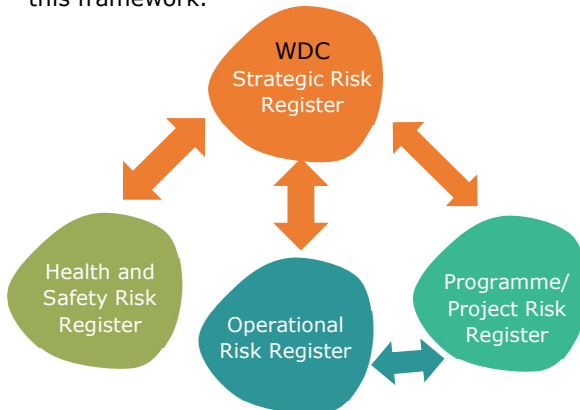 this framework.
WDC
Strategic Risk
Register
Health and
Safety Risk
Register
Operational
Risk Register
Programme/
Project Risk
Register